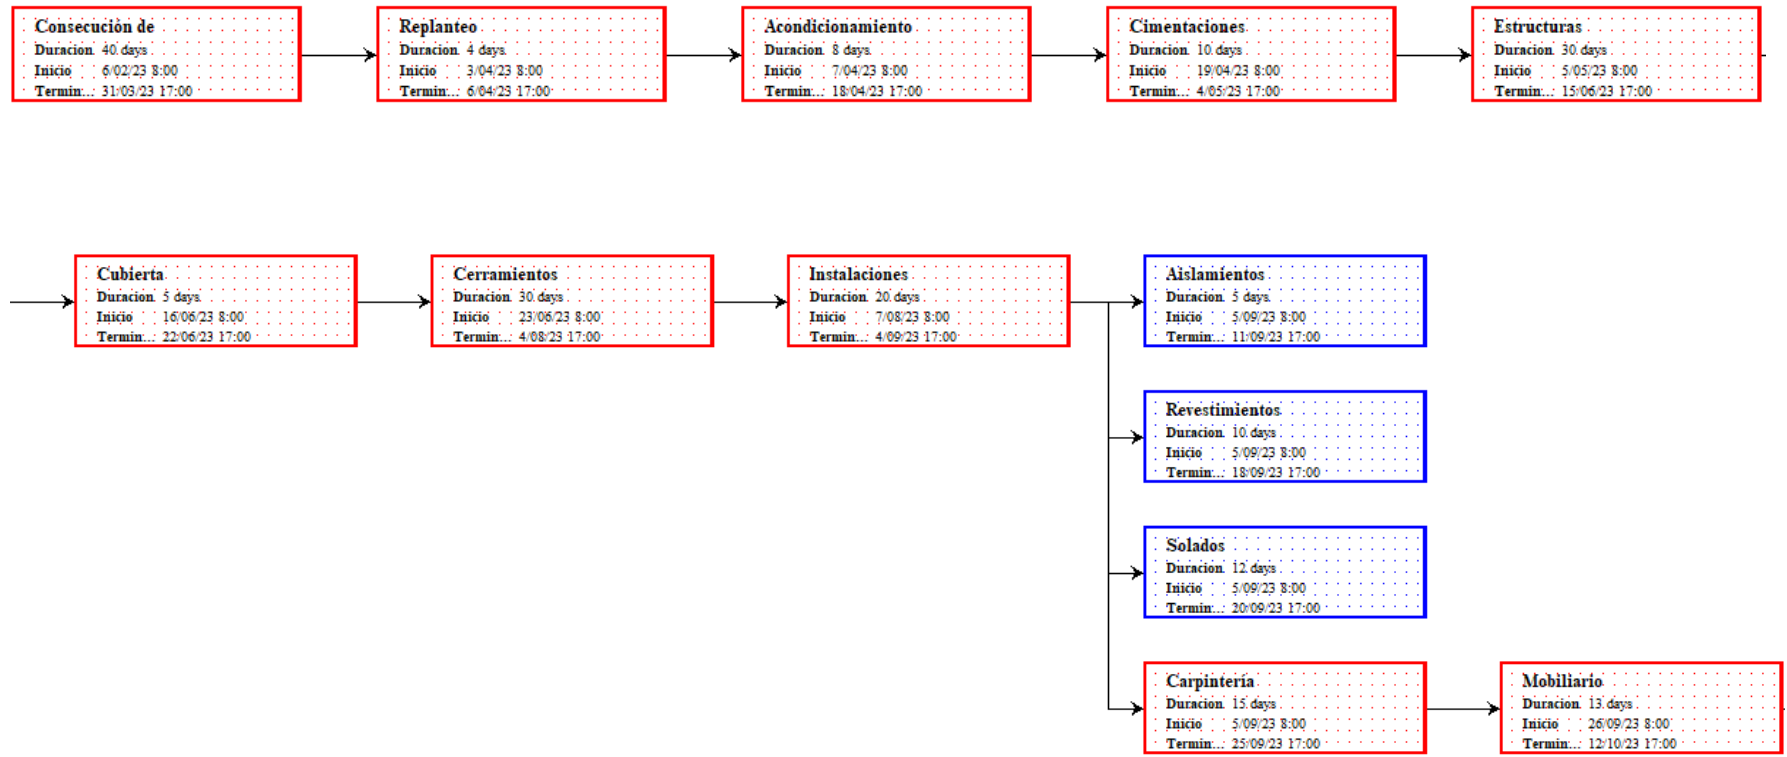 Consecución de
Duracion 40 days
Inicio 6/02/23 8:00
Termin... 31/03/23 17:00
Replanteo
Duracion 4 days
Inicio 3/04/23 8:00
Termin... 6/04/23 17:00
Acondicionamiento
Duracion 8 days
Inicio 7/04/23 8:00
Termin... 18/04/23 17:00
Cimentaciones
Duracion 10 days
Inicio 19/04/23 8:00
Termin... 4/05/23 17:00
Estructuras
Duracion 30 days
Inicio 5/05/23 8:00
Termin... 15/06/23 17:00
Cubierta
Duracion 5 days
Inicio 16/06/23 8:00
Termin... 22/06/23 17:00
Cerramientos
Duracion 30 days
Inicio 23/06/23 8:00
Termin... 4/08/23 17:00
Instalaciones
Duracion 20 days
Inicio 7/08/23 8:00
Termin... 4/09/23 17:00
Aislamientos
Duracion 5 days
Inicio 5/09/23 8:00
Termin... 11/09/23 17:00
Revestimientos
Duracion 10 days
Inicio 5/09/23 8:00
Termin... 18/09/23 17:00
Solados
Duracion 12 days
Inicio 5/09/23 8:00
Termin... 20/09/23 17:00
Carpintería
Duracion 15 days
Inicio 5/09/23 8:00
Termin... 25/09/23 17:00
Mobiliario
Duracion 13 days
Inicio 26/09/23 8:00
Termin... 12/10/23 17:00